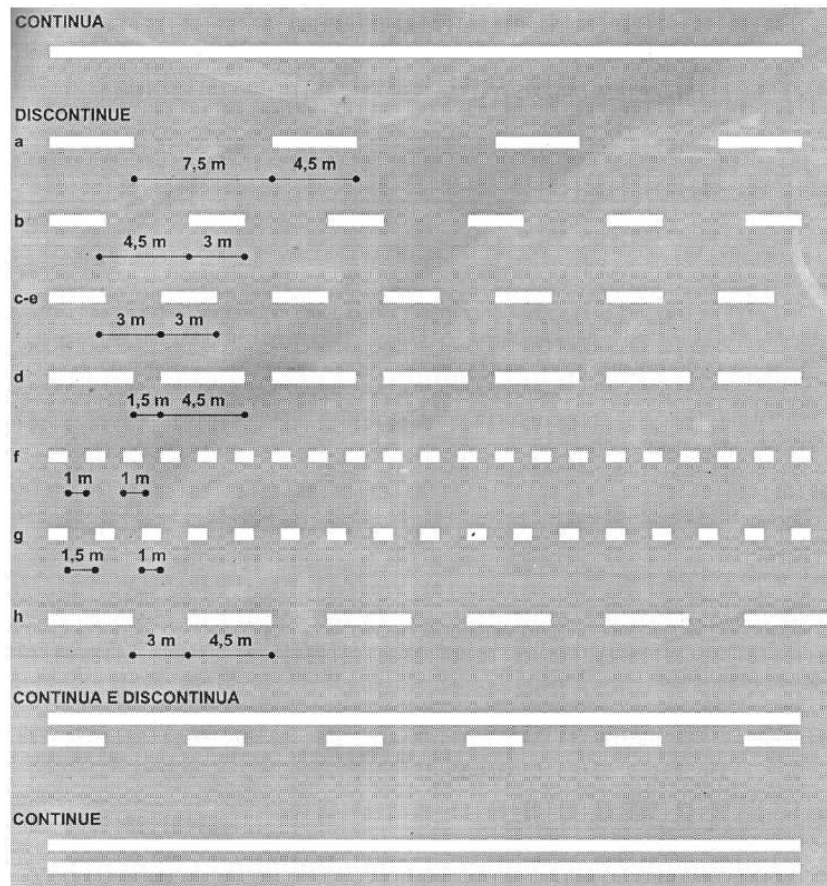 CONTINUA
DISCONTINUE
a
7,5 m 4,5 m
b
4,5 m 3 m
c-e
3 m 3 m
d
1,5 m 4,5 m
f
1 m 1 m
g
1,5 m 1 m
h
3 m 4,5 m
CONTINUA E DISCONTINUA
CONTINUE